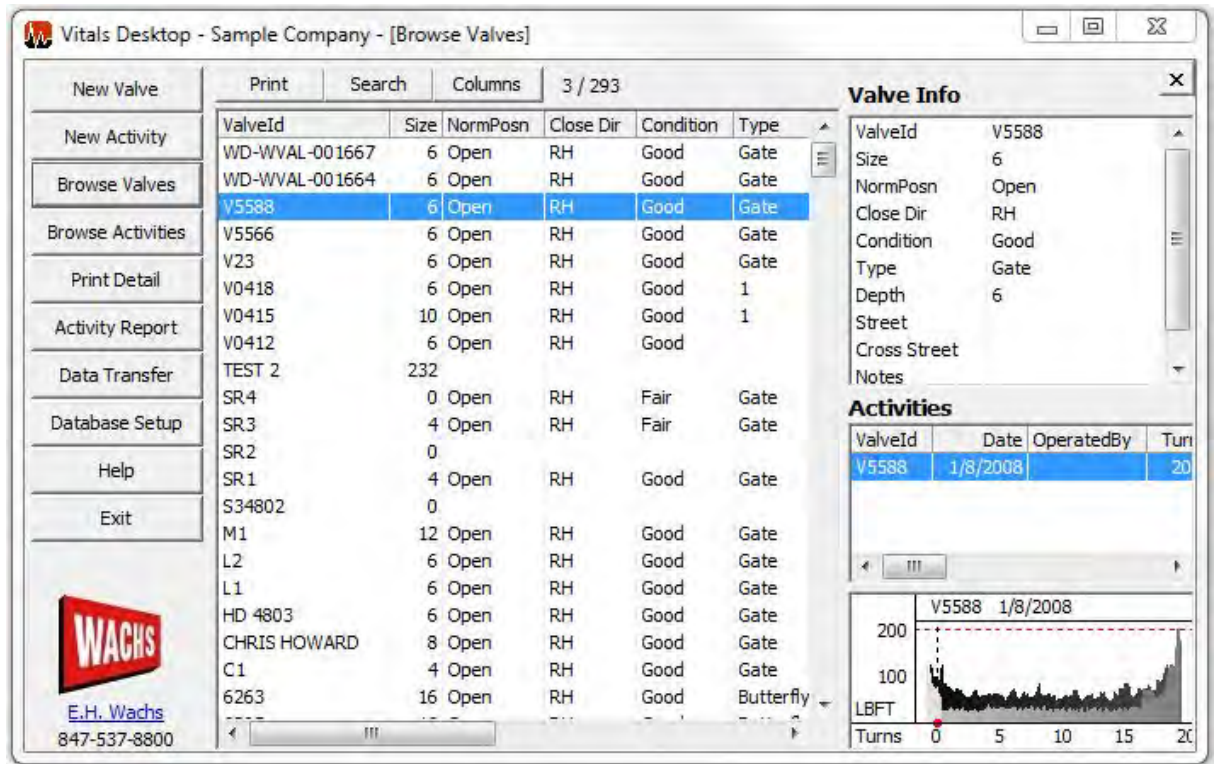 Vitals Desktop - Sample Company - [Browse Valves]
New Valve
New Activity
Browse Valves
Browse Activities
Print Detail
Activity Report
Data Transfer
Database Setup
Help
Exit
WACHS
E.H. Wachs
847-537-8800
Print Search Columns 3 / 293
ValveId Size NormPosn Close Dir Condition Type
WD-WVAL-001667 6 Open RH Good Gate
WD-WVAL-001664 6 Open RH Good Gate
V5588 6 Open RH Good Gate
V5566 6 Open RH Good Gate
V23 6 Open RH Good Gate
V0418 6 Open RH Good 1
V0415 10 Open RH Good 1
V0412 6 Open RH Good
TEST 2 232
SR4 0 Open RH Fair Gate
SR3 4 Open RH Fair Gate
SR2 0
SR1 4 Open RH Good Gate
S34802 0
M1 12 Open RH Good Gate
L2 6 Open RH Good Gate
L1 6 Open RH Good Gate
HD 4803 6 Open RH Good Gate
CHRIS HOWARD 8 Open RH Good Gate
C1 4 Open RH Good Gate
6263 16 Open RH Good Butterfly
Valve Info
ValveId V5588
Size 6
NormPosn Open
Close Dir RH
Condition Good
Type Gate
Depth 6
Street
Cross Street
Notes
Activities
ValveId Date OperatedBy Turn
V5588 1/8/2008 20
V5588 1/8/2008
200
100
LBFT
Turns 0 5 10 15 20